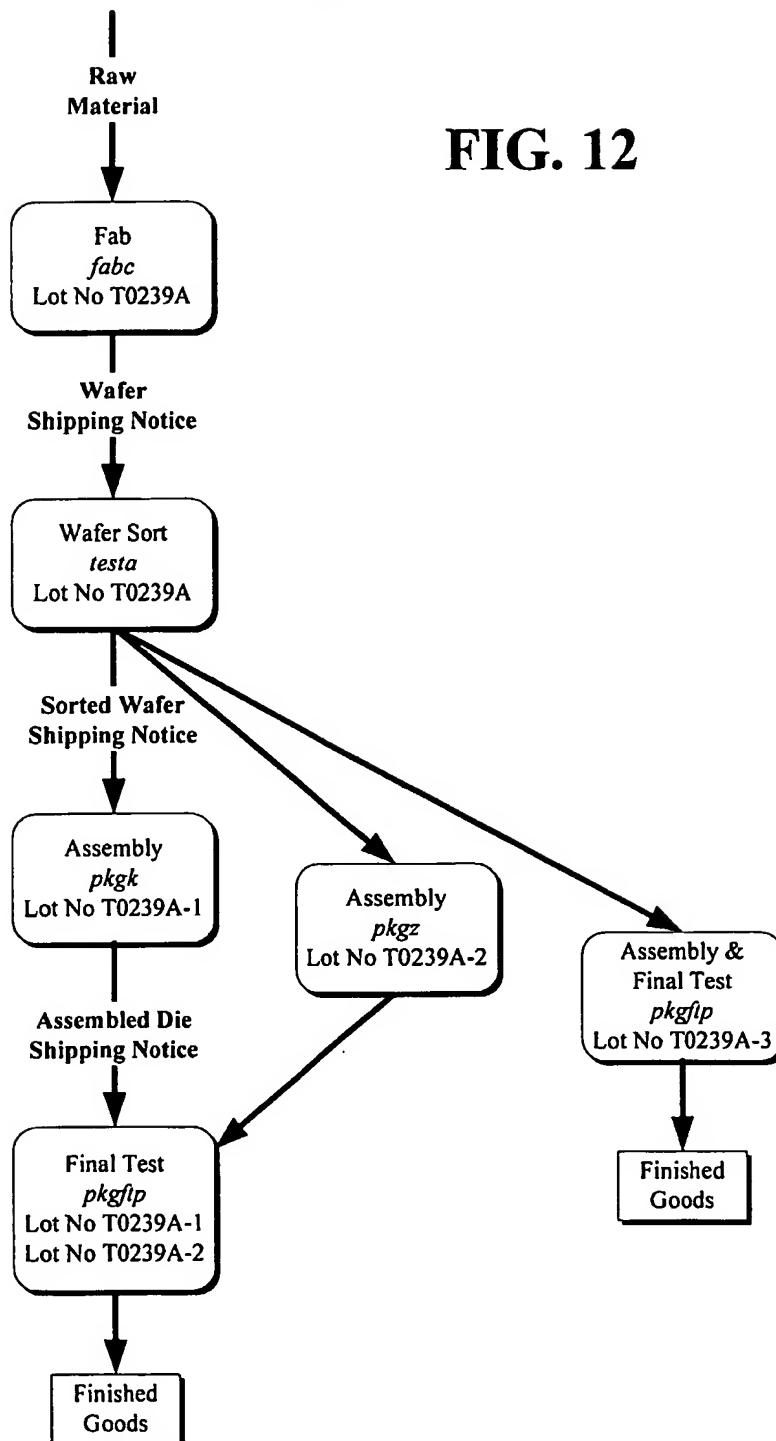 FIG. 12
Raw
Material
Fab
fabc
Lot No T0239A
Wafer
Shipping Notice
Wafer Sort
testa
Lot No T0239A
Sorted Wafer
Shipping Notice
Assembly
pkgk
Lot No T0239A-1
Assembly
pkgz
Lot No T0239A-2
Assembly &
Final Test
pkgftp
Lot No T0239A-3
Assembled Die
Shipping Notice
Final Test
pkgftp
Lot No T0239A-1
Lot No T0239A-2
Finished
Goods
Finished
Goods